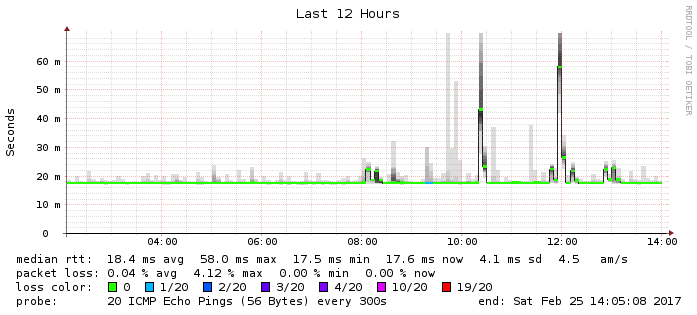 Last 12 Hours
RRDTOOL / TOBI OETIKER
Seconds
60 m
50 m
40 m
30 m
20 m
10 m
0
04:00 06:00 08:00 10:00 12:00 14:00
median rtt: 18.4 ms avg 58.0 ms max 17.5 ms min 17.6 ms now 4.1 ms sd 4.5 am/s
packet loss: 0.04 % avg 4.12 % max 0.00 % min 0.00 % now
loss color: 0 1/20 2/20 3/20 4/20 10/20 19/20
probe: 20 ICMP Echo Pings (56 Bytes) every 300s end: Sat Feb 25 14:05:08 2017